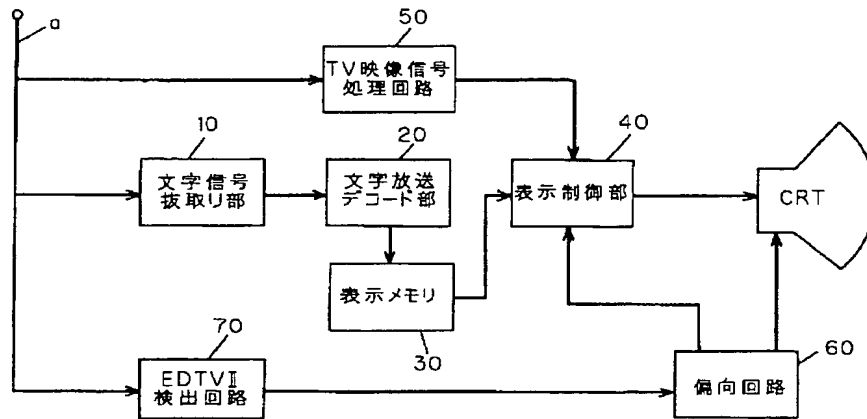 a
50
TV映像信号
処理回路
10
文字信号
抜取り部
20
文字放送
デコード部
40
表示制御部
CRT
表示メモリ
30
70
EDTVⅡ
検出回路
偏向回路
60